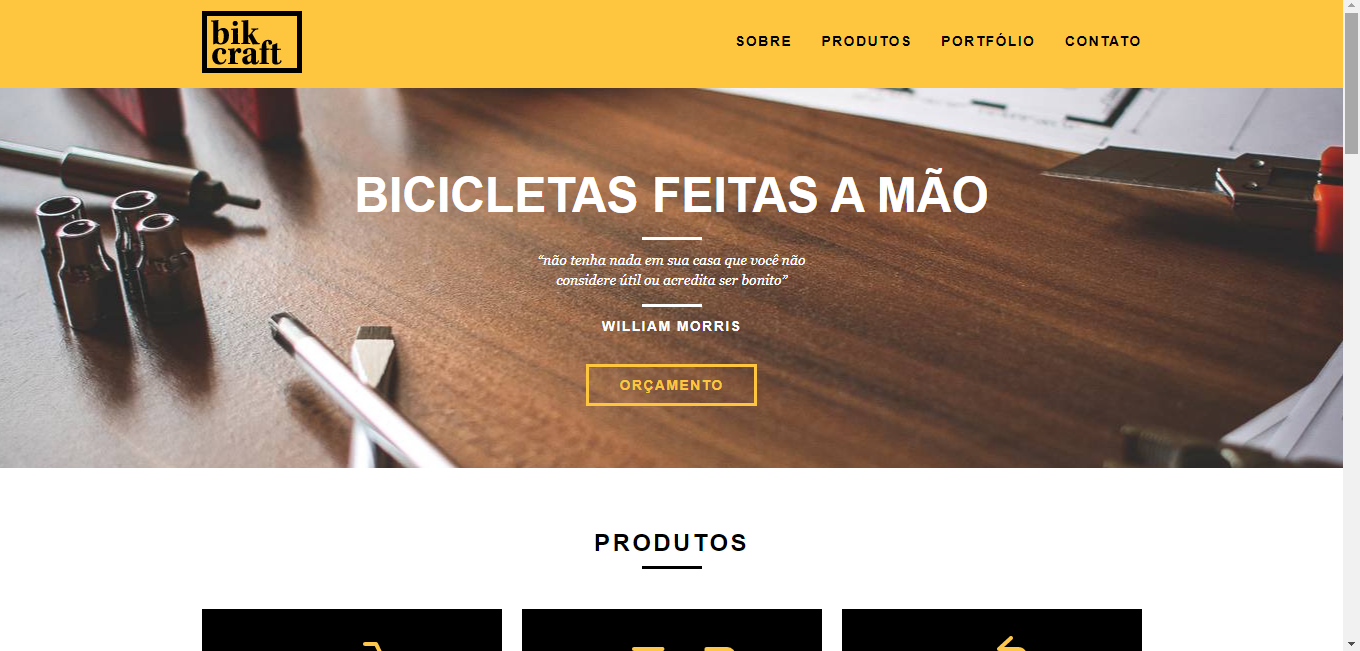 bik
craft
SOBRE PRODUTOS PORTFÓLIO CONTATO
BICICLETAS FEITAS A MÃO
“não tenha nada em sua casa que você não
considere útil ou acredita ser bonito”
WILLIAM MORRIS
ORÇAMENTO
PRODUTOS